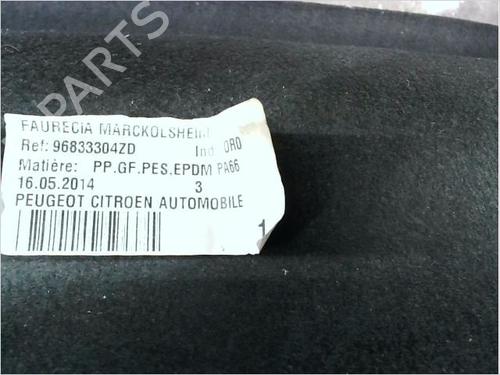 PARTS
FAURECIA MARCKOLSHEIM
Ref: 96833304ZD Ind: ORO
Matière: PP.GF.PES.EPDM PA66
16.05.2014 3
PEUGEOT CITROEN AUTOMOBILE
1